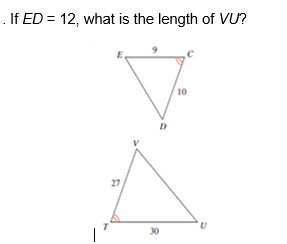 . If ED = 12, what is the length of VU?
9
E C
10
D
V
27
T U
30